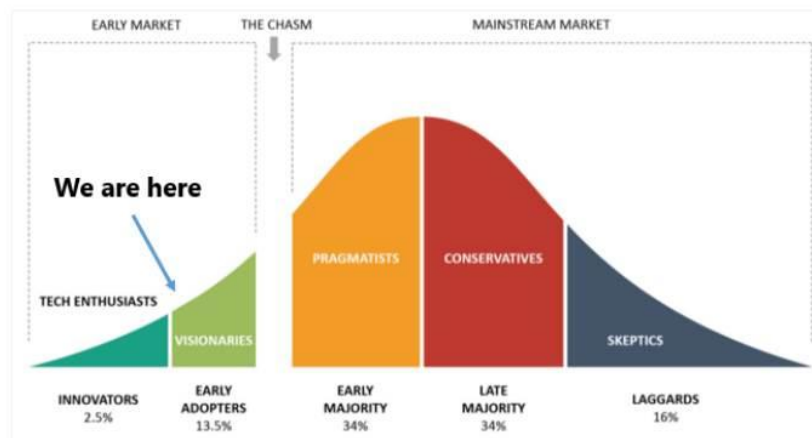 EARLY MARKET
THE CHASM
MAINSTREAM MARKET
We are here
TECH ENTHUSIASTS
VISIONARIES
PRAGMATISTS
CONSERVATIVES
SKEPTICS
INNOVATORS
2.5%
EARLY
ADOPTERS
13.5%
EARLY
MAJORITY
34%
LATE
MAJORITY
34%
LAGGARDS
16%